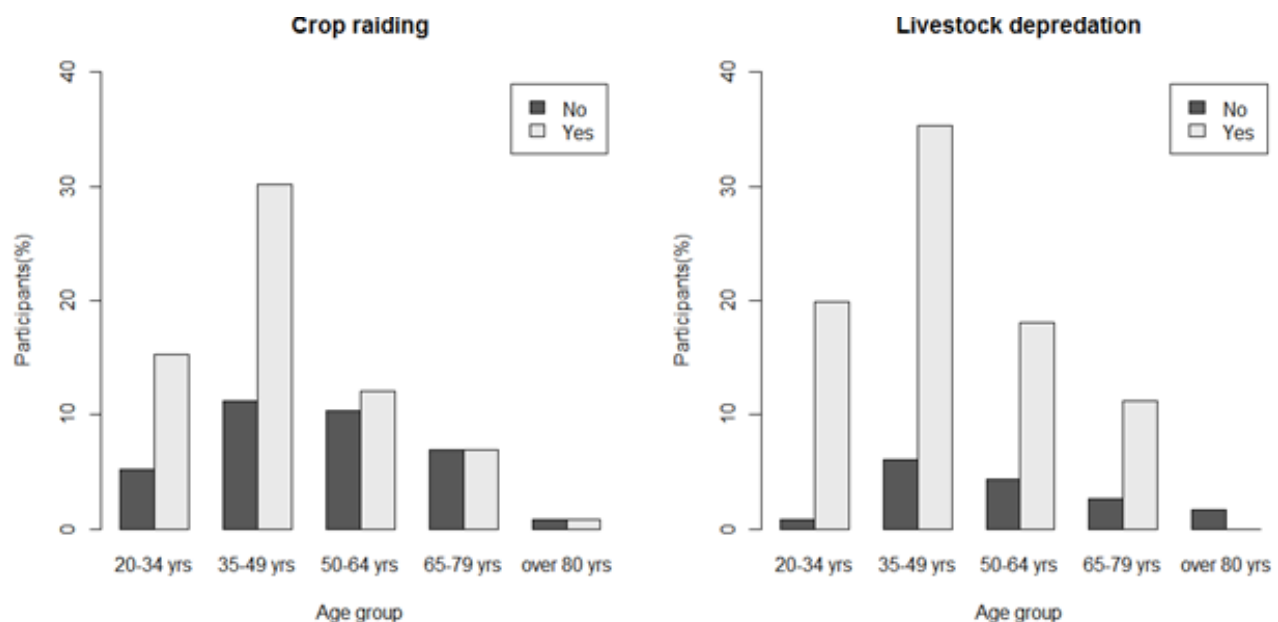 Crop raiding
40
30
20
10
0
Participants(%)
No
Yes
20-34 yrs 35-49 yrs 50-64 yrs 65-79 yrs over 80 yrs
Age group
Livestock depredation
40
30
20
10
0
Participants(%)
No
Yes
20-34 yrs 35-49 yrs 50-64 yrs 65-79 yrs over 80 yrs
Age group